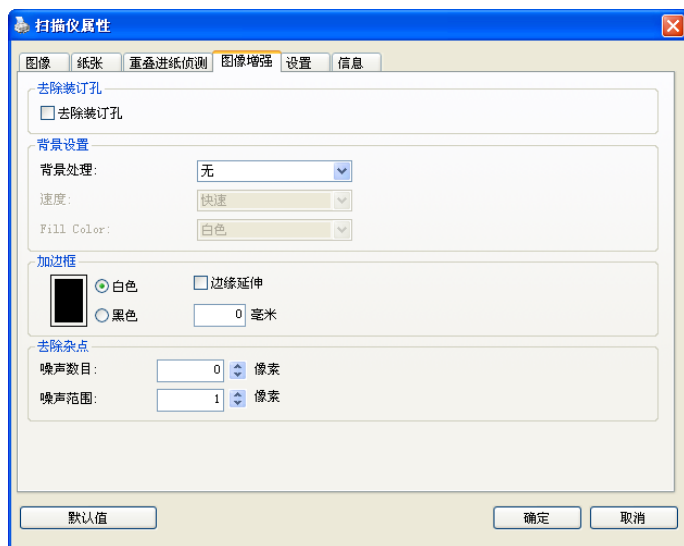 扫描仪属性
图像 纸张 重叠进纸侦测 图像增强 设置 信息
去除装订孔
去除装订孔
背景设置
背景处理: 无
速度: 快速
Fill Color: 白色
加边框
白色 边缘延伸
黑色 0 毫米
去除杂点
噪声数目: 0 像素
噪声范围: 1 像素
默认值 确定 取消